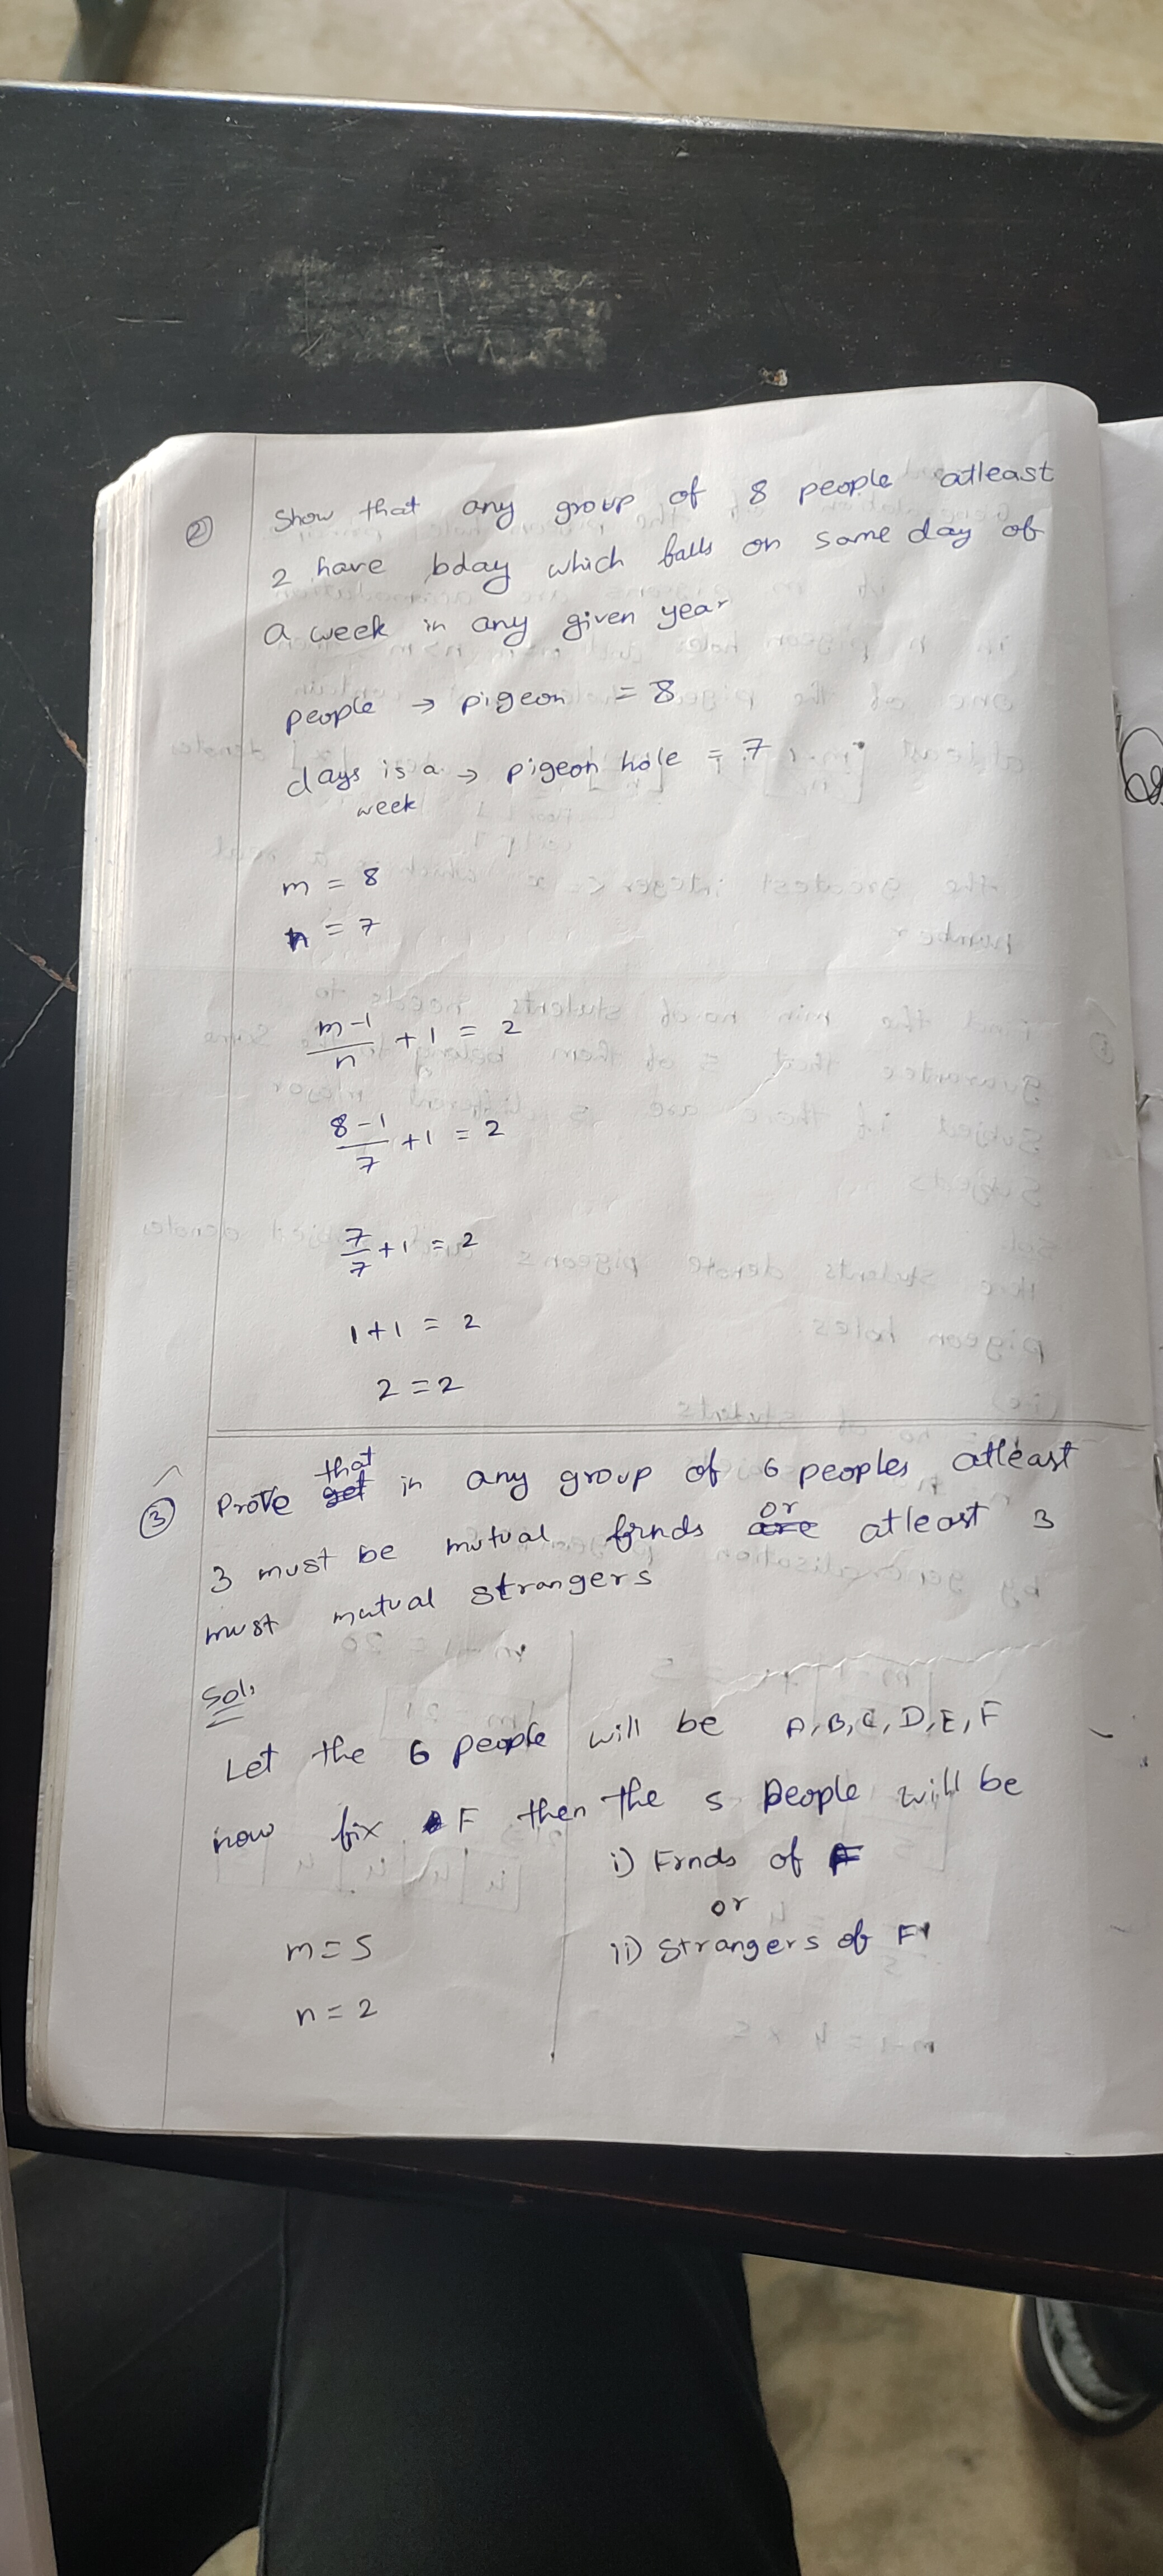 ② Show that any group of 8 people atleast
2 have bday which falls on same day of
a week in any given year
people → pigeon = 8
days is a → pigeon hole = 7
week
m = 8
n = 7
m-1/n + 1 = 2
8-1/7 + 1 = 2
7/7 + 1 = 2
1+1 = 2
2 = 2
③ Prove that in any group of 6 peoples atleast
3 must be mutual frnds or atleast 3
must mutual strangers
Sol:
Let the 6 people will be A, B, C, D, E, F
now fix F then the 5 people will be
i) Frnds of F
or
ii) Strangers of F
m = 5
n = 2